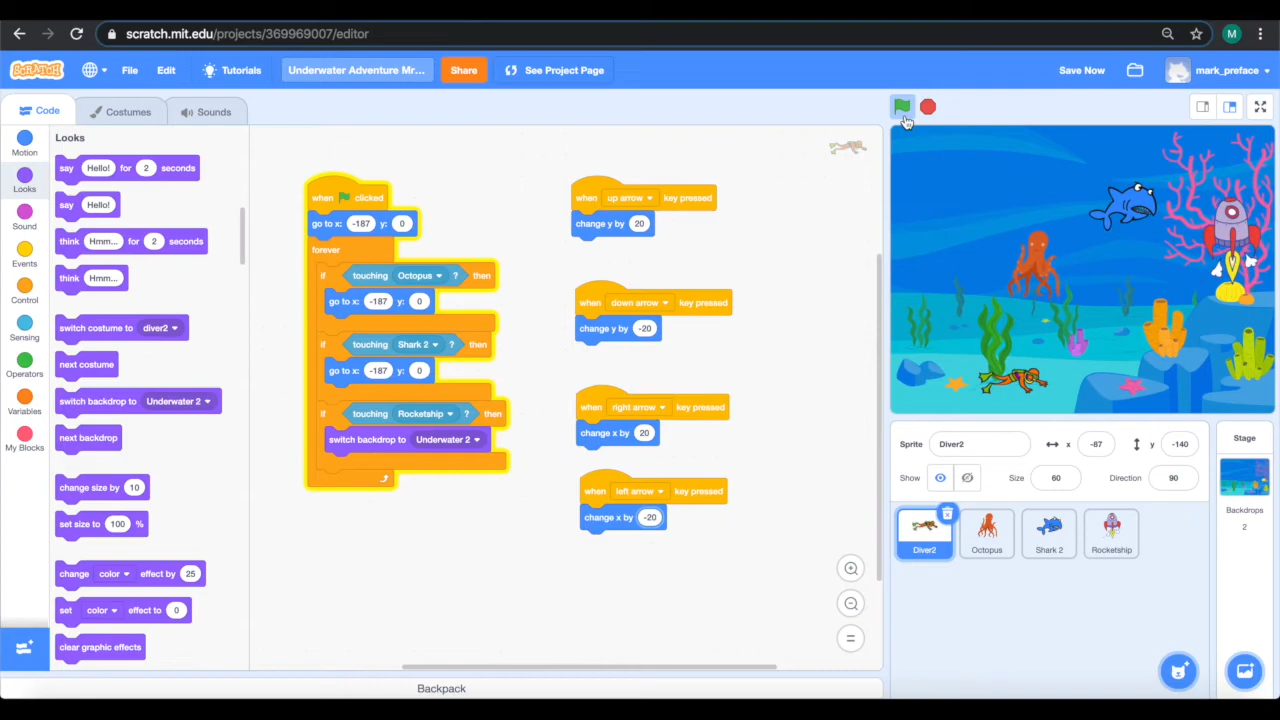 scratch.mit.edu/projects/369969007/editor
M
SCRATCH
File
Edit
Tutorials
Underwater Adventure Mr...
Share
See Project Page
Save Now
mark_preface
Code
Costumes
Sounds
Motion
Looks
Sound
Events
Control
Sensing
Operators
Variables
My Blocks
Looks
say Hello! for 2 seconds
say Hello!
think Hmm... for 2 seconds
think Hmm...
switch costume to diver2
next costume
switch backdrop to Underwater 2
next backdrop
change size by 10
set size to 100 %
change color effect by 25
set color effect to 0
clear graphic effects
when clicked
go to x: -187 y: 0
forever
if touching Octopus ? then
go to x: -187 y: 0
if touching Shark 2 ? then
go to x: -187 y: 0
if touching Rocketship ? then
switch backdrop to Underwater 2
when up arrow key pressed
change y by 20
when down arrow key pressed
change y by -20
when right arrow key pressed
change x by 20
when left arrow key pressed
change x by -20
Sprite Diver2 x -87 y -140
Show Size 60 Direction 90
Diver2
Octopus
Shark 2
Rocketship
Stage
Backdrops
2
Backpack